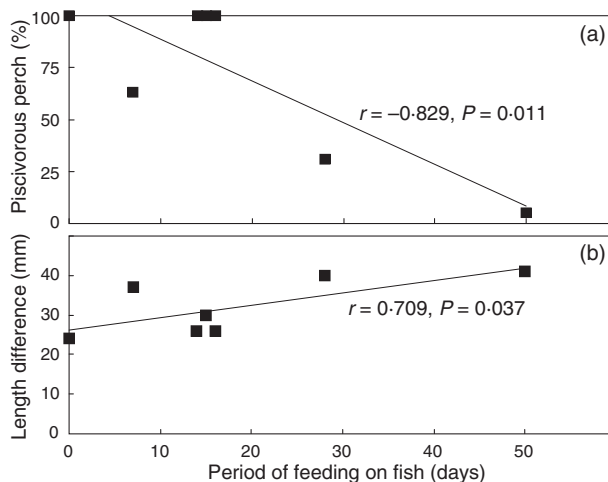 Piscivorous perch (%)
100
75
50
25
0
(a)
r = –0·829, P = 0·011
Length difference (mm)
40
30
20
10
0
(b)
r = 0·709, P = 0·037
0 10 20 30 40 50
Period of feeding on fish (days)